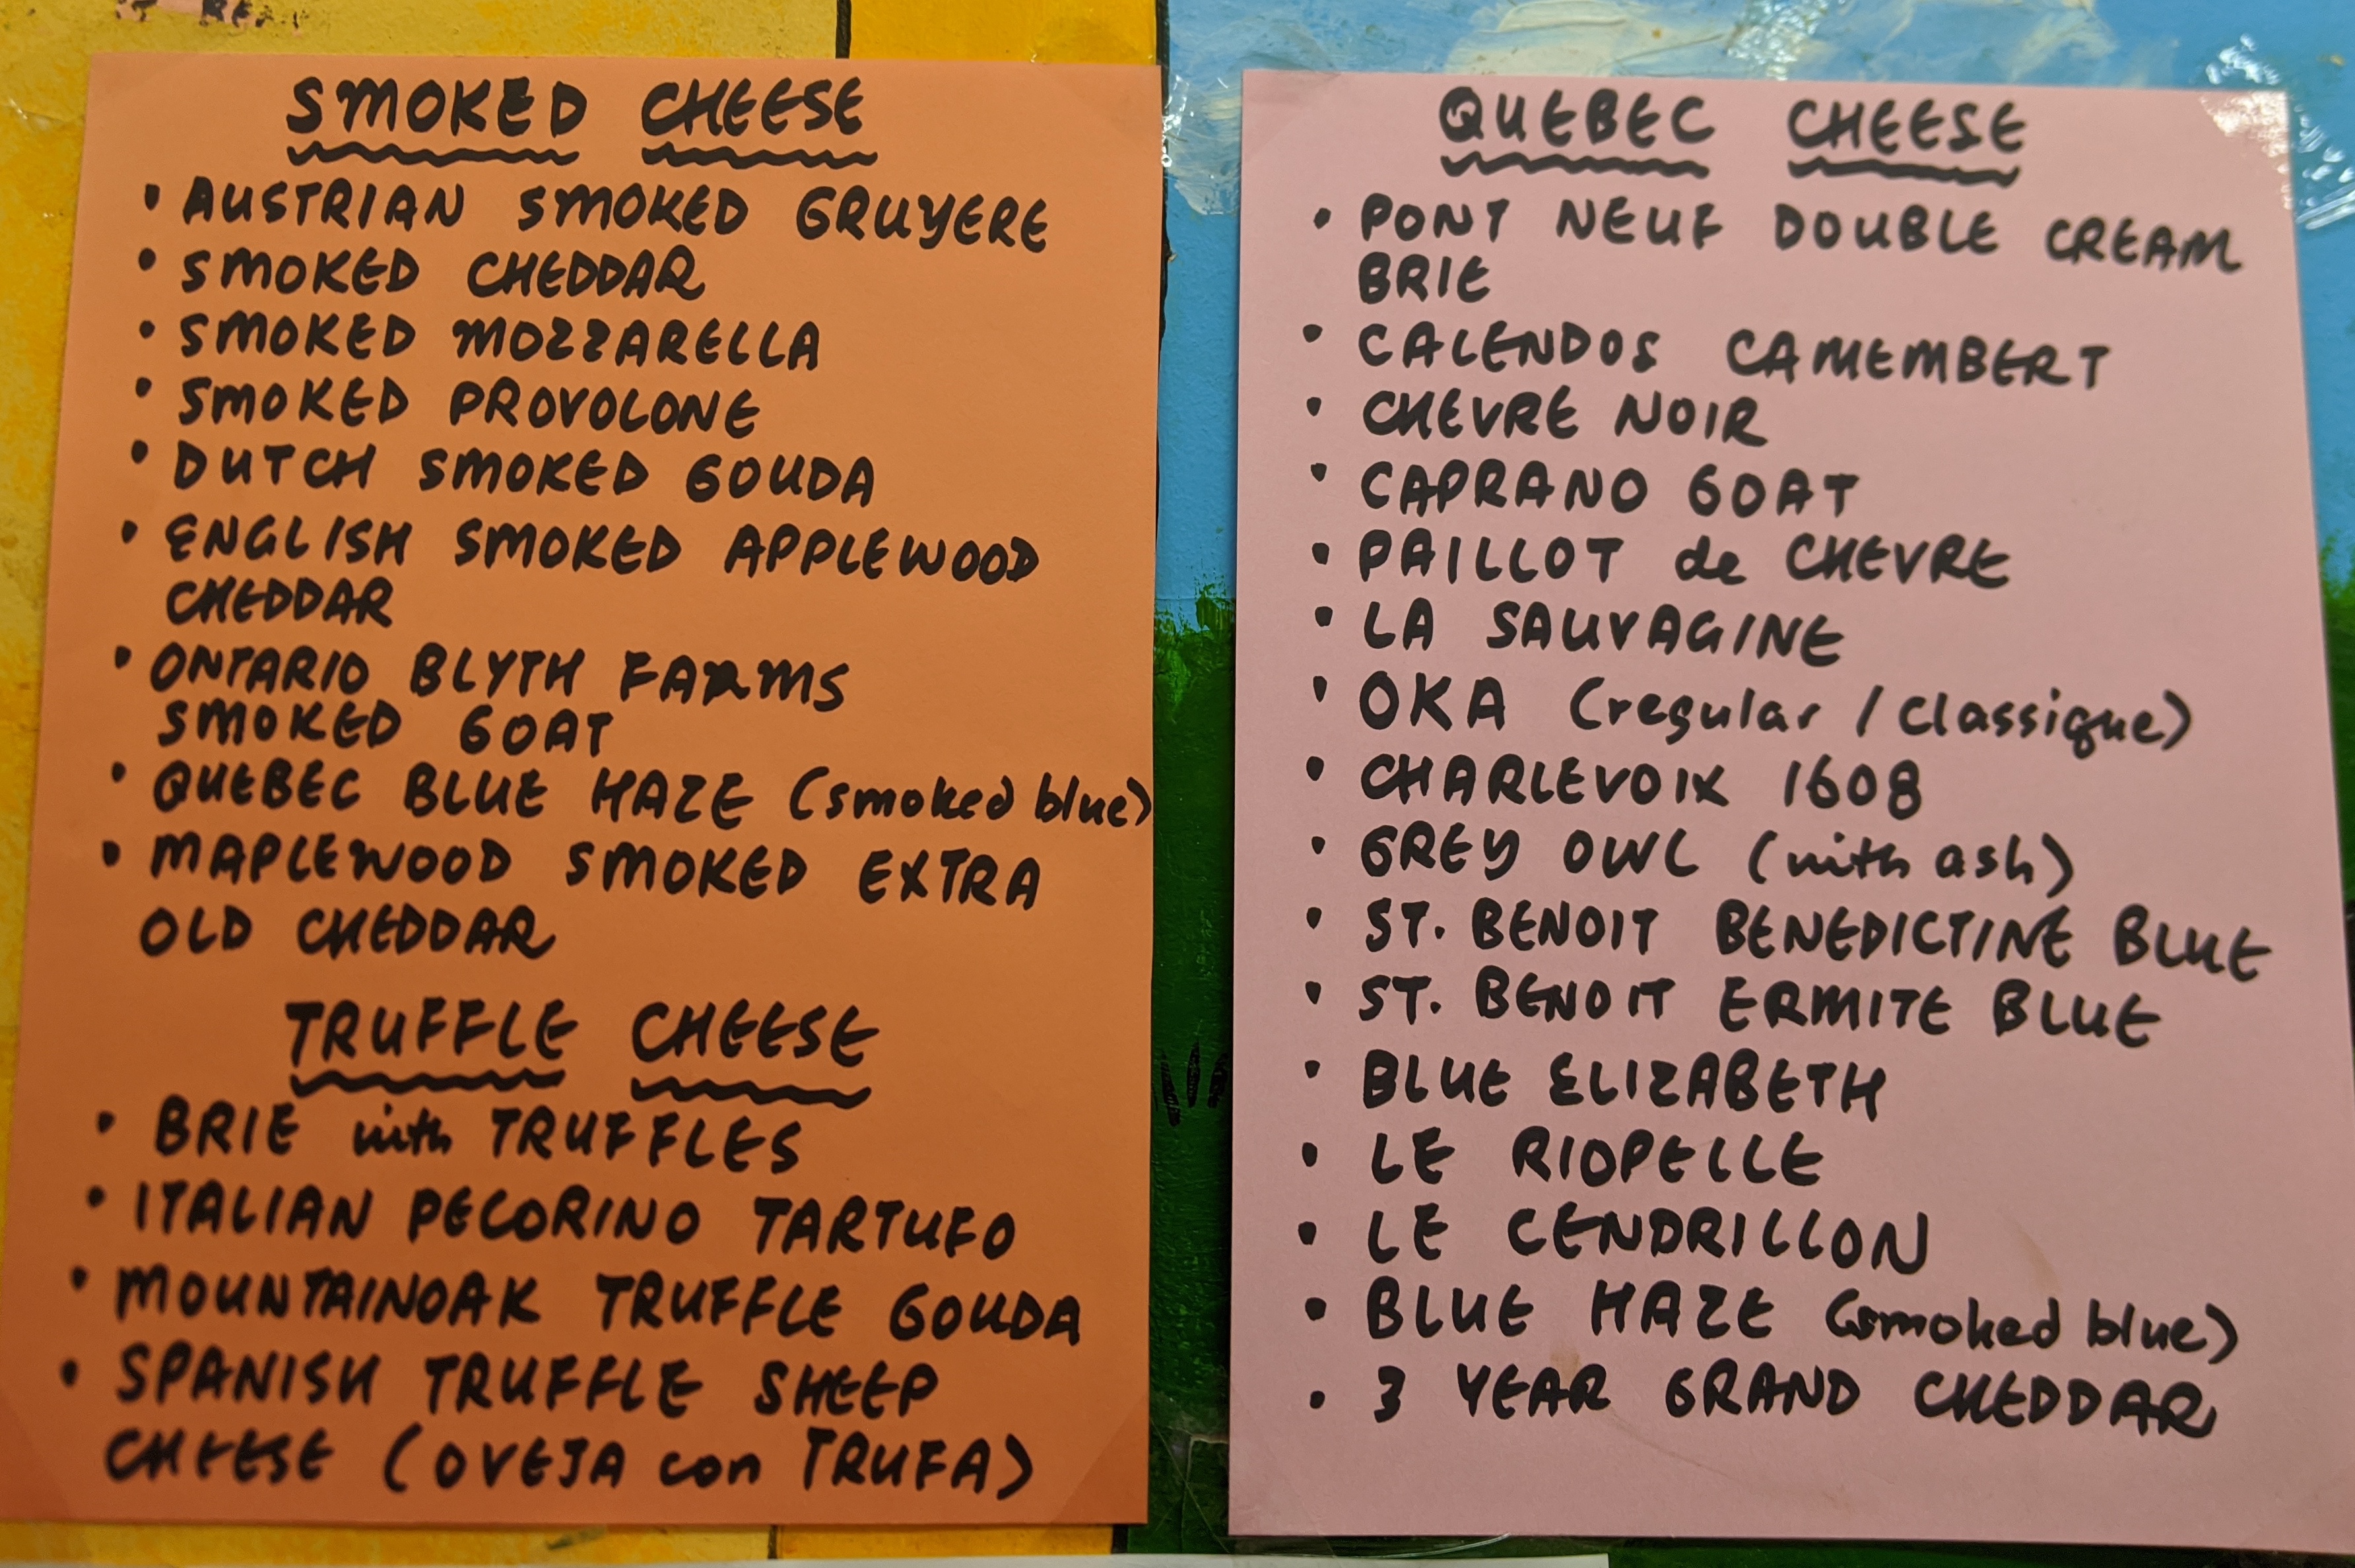 SMOKED CHEESE
• AUSTRIAN SMOKED GRUYERE
• SMOKED CHEDDAR
• SMOKED MOZZARELLA
• SMOKED PROVOLONE
• DUTCH SMOKED GOUDA
• ENGLISH SMOKED APPLEWOOD
CHEDDAR
• ONTARIO BLYTH FARMS
SMOKED GOAT
• QUEBEC BLUE HAZE (smoked blue)
• MAPLEWOOD SMOKED EXTRA
OLD CHEDDAR
TRUFFLE CHEESE
• BRIE with TRUFFLES
• ITALIAN PECORINO TARTUFO
• MOUNTAINOAK TRUFFLE GOUDA
• SPANISH TRUFFLE SHEEP
CHEESE (OVEJA con TRUFA)
QUEBEC CHEESE
• PONT NEUF DOUBLE CREAM
BRIE
• CALENDOS CAMEMBERT
• CHEVRE NOIR
• CAPRANO GOAT
• PAILLOT de CHEVRE
• LA SAUVAGINE
• OKA (regular / classique)
• CHARLEVOIX 1608
• GREY OWL (with ash)
• ST. BENOIT BENEDICTINE BLUE
• ST. BENOIT ERMITE BLUE
• BLUE ELIZABETH
• LE RIOPELLE
• LE CENDRILLON
• BLUE HAZE (smoked blue)
• 3 YEAR GRAND CHEDDAR